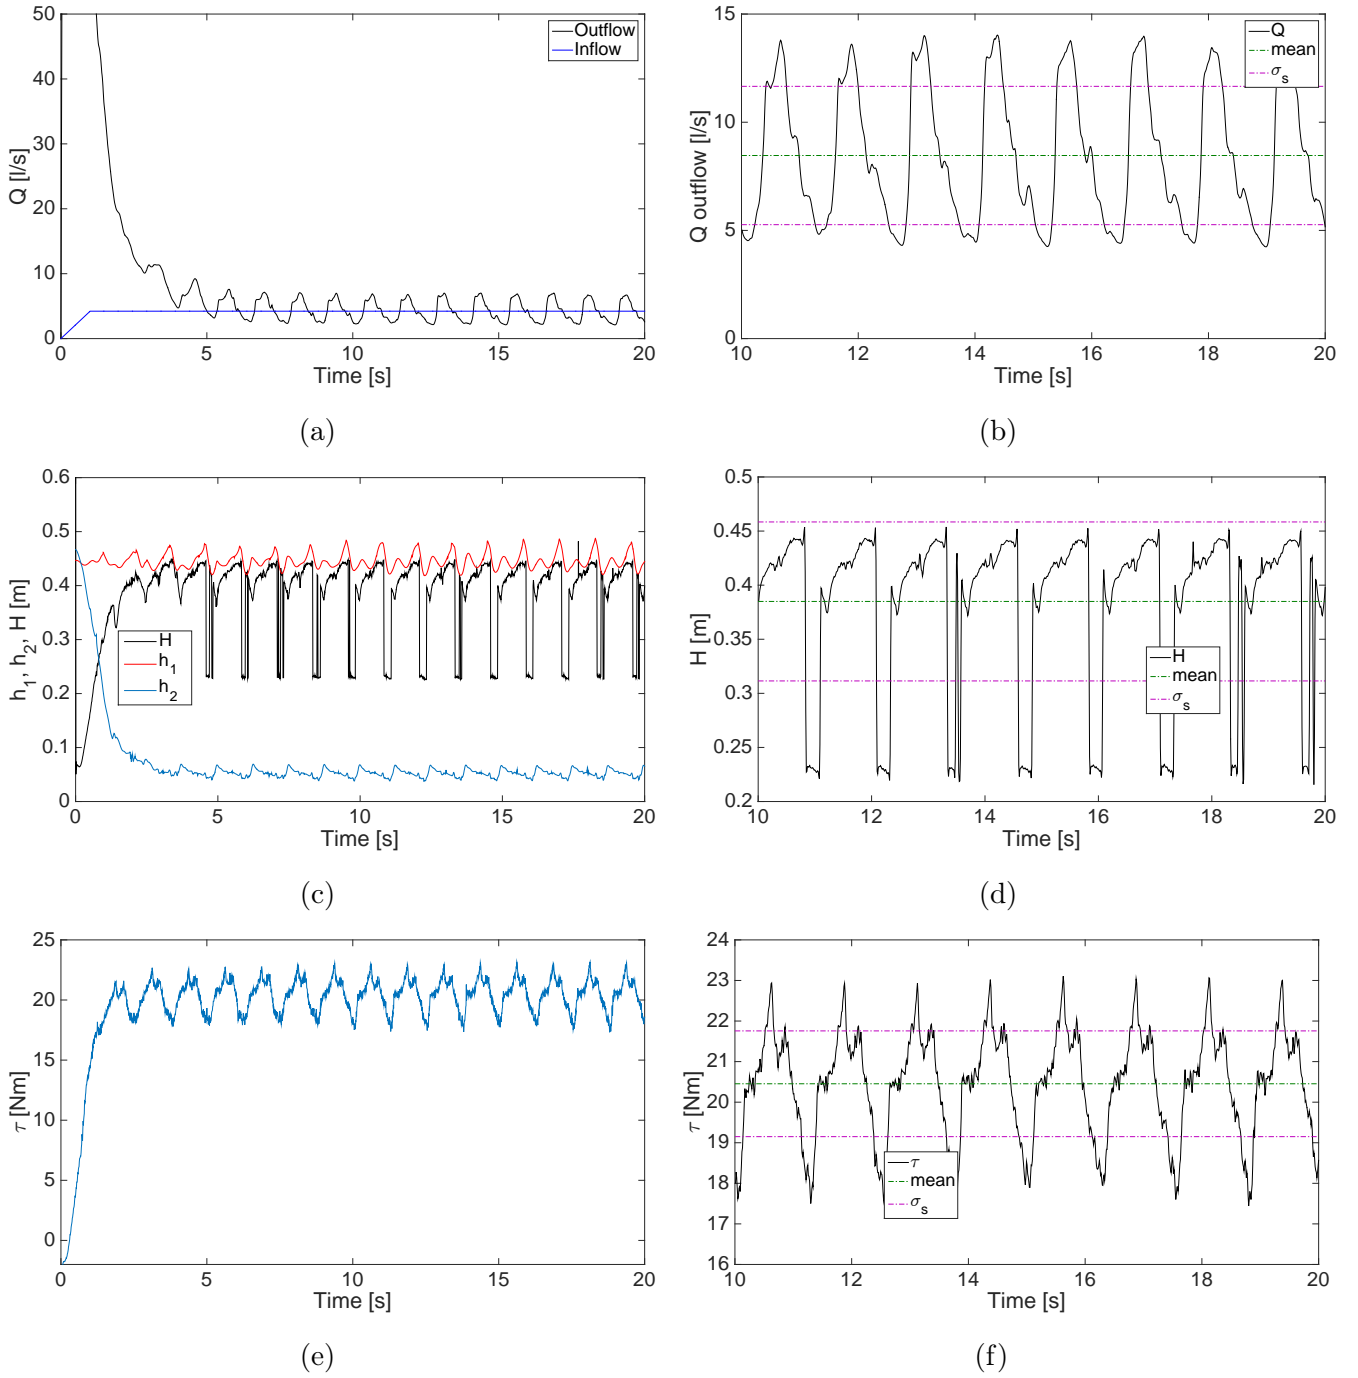 50
40
30
20
10
0
Q [l/s]
0 5 10 15 20
Time [s]
Outflow
Inflow
(a)
15
10
5
0
Q outflow [l/s]
10 12 14 16 18 20
Time [s]
Q
mean
σs
(b)
0.6
0.5
0.4
0.3
0.2
0.1
0
h1, h2, H [m]
0 5 10 15 20
Time [s]
H
h1
h2
(c)
0.5
0.45
0.4
0.35
0.3
0.25
0.2
H [m]
10 12 14 16 18 20
Time [s]
H
mean
σs
(d)
25
20
15
10
5
0
τ [Nm]
0 5 10 15 20
Time [s]
(e)
24
23
22
21
20
19
18
17
16
τ [Nm]
10 12 14 16 18 20
Time [s]
τ
mean
σs
(f)